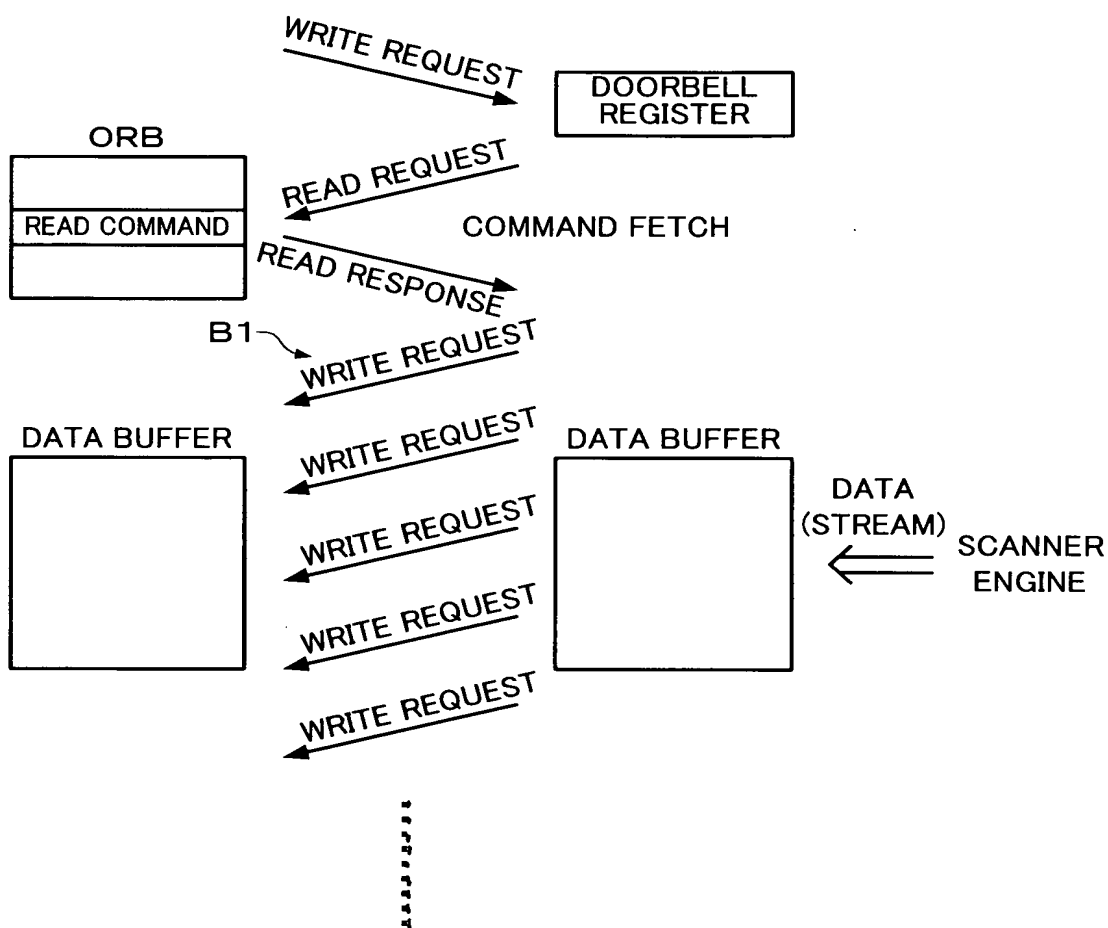 WRITE REQUEST
DOORBELL
REGISTER
ORB
READ REQUEST
READ COMMAND
COMMAND FETCH
READ RESPONSE
B1
WRITE REQUEST
DATA BUFFER
WRITE REQUEST
DATA BUFFER
DATA
(STREAM)
WRITE REQUEST
SCANNER
ENGINE
WRITE REQUEST
WRITE REQUEST